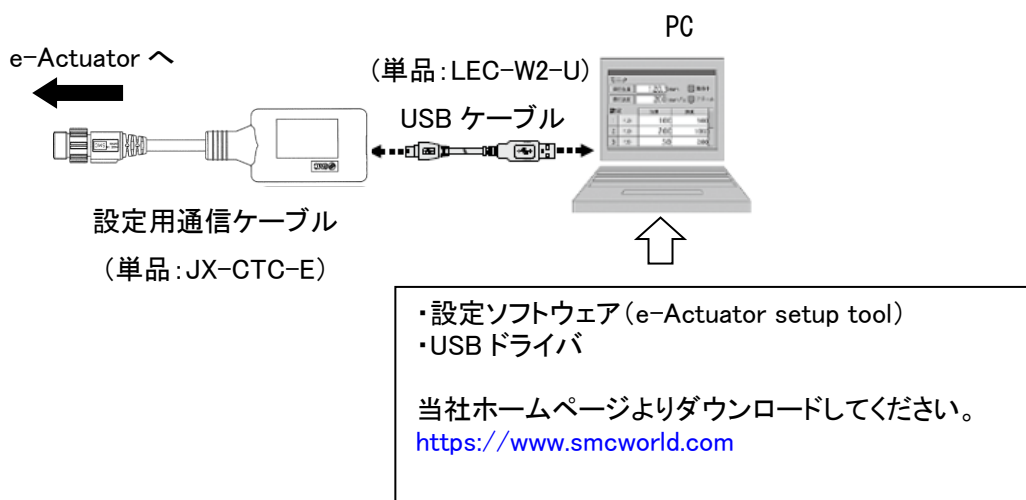 PC
e-Actuator へ
（単品：LEC-W2-U）
USB ケーブル
設定用通信ケーブル
（単品：JX-CTC-E）
・設定ソフトウェア（e-Actuator setup tool）
・USB ドライバ
当社ホームページよりダウンロードしてください。
https://www.smcworld.com